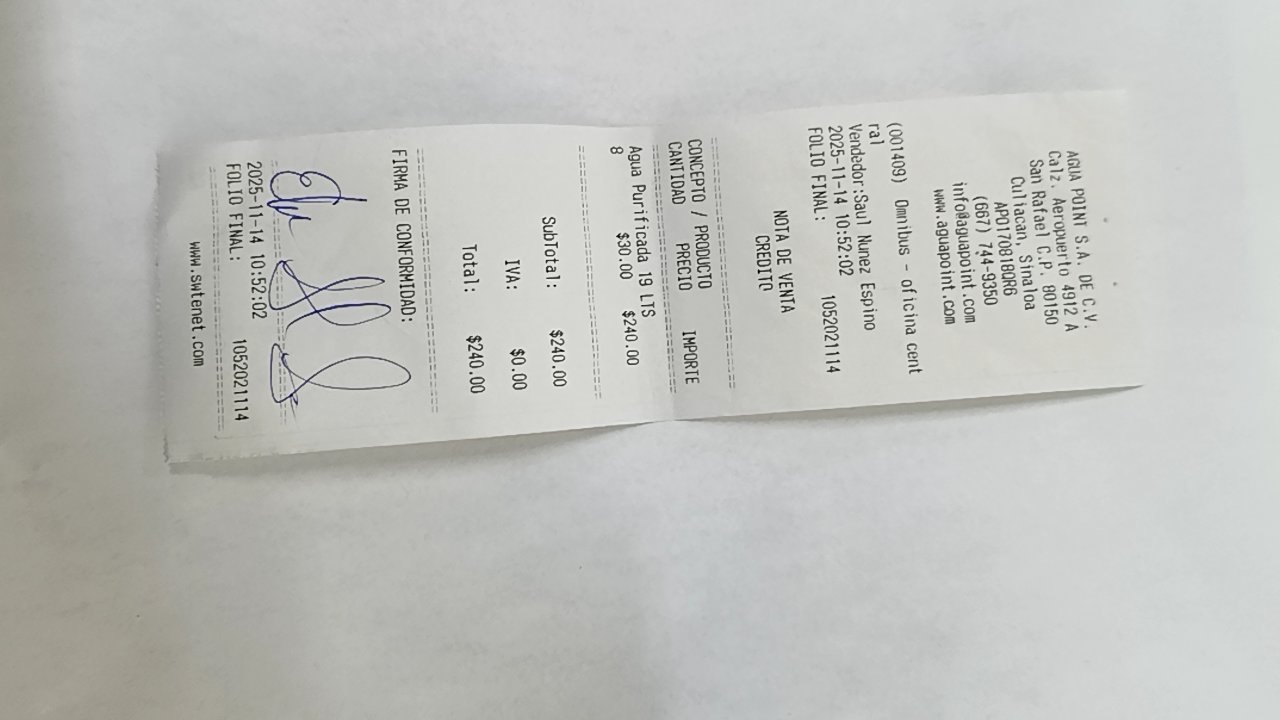 AGUA POINT S.A. DE C.V.
Calz. Aeropuerto 4912 A
San Rafael C.P. 80150
Culiacan, Sinaloa
APO170818QR6
(667) 744-9350
info@aguapoint.com
www.aguapoint.com
(001409) Omnibus - oficina cent
ral
Vendedor:Saul Nunez Espino
2025-11-14 10:52:02
FOLIO FINAL: 1052021114
NOTA DE VENTA
CREDITO
CONCEPTO / PRODUCTO
CANTIDAD PRECIO IMPORTE
Agua Purificada 19 LTS
8 $30.00 $240.00
SubTotal: $240.00
IVA: $0.00
Total: $240.00
FIRMA DE CONFORMIDAD:
2025-11-14 10:52:02
FOLIO FINAL: 1052021114
www.swtenet.com